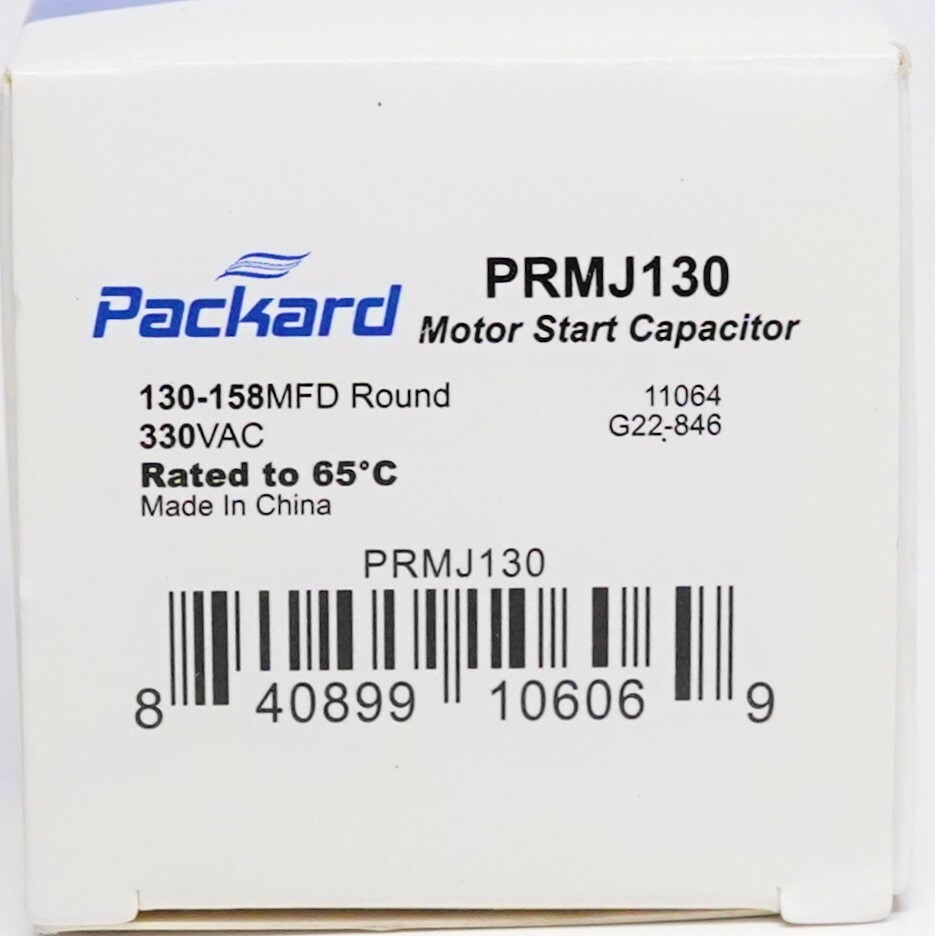 Packard
PRMJ130
Motor Start Capacitor
130-158MFD Round
330VAC
Rated to 65°C
Made In China
11064
G22-846
PRMJ130
8 40899 10606 9